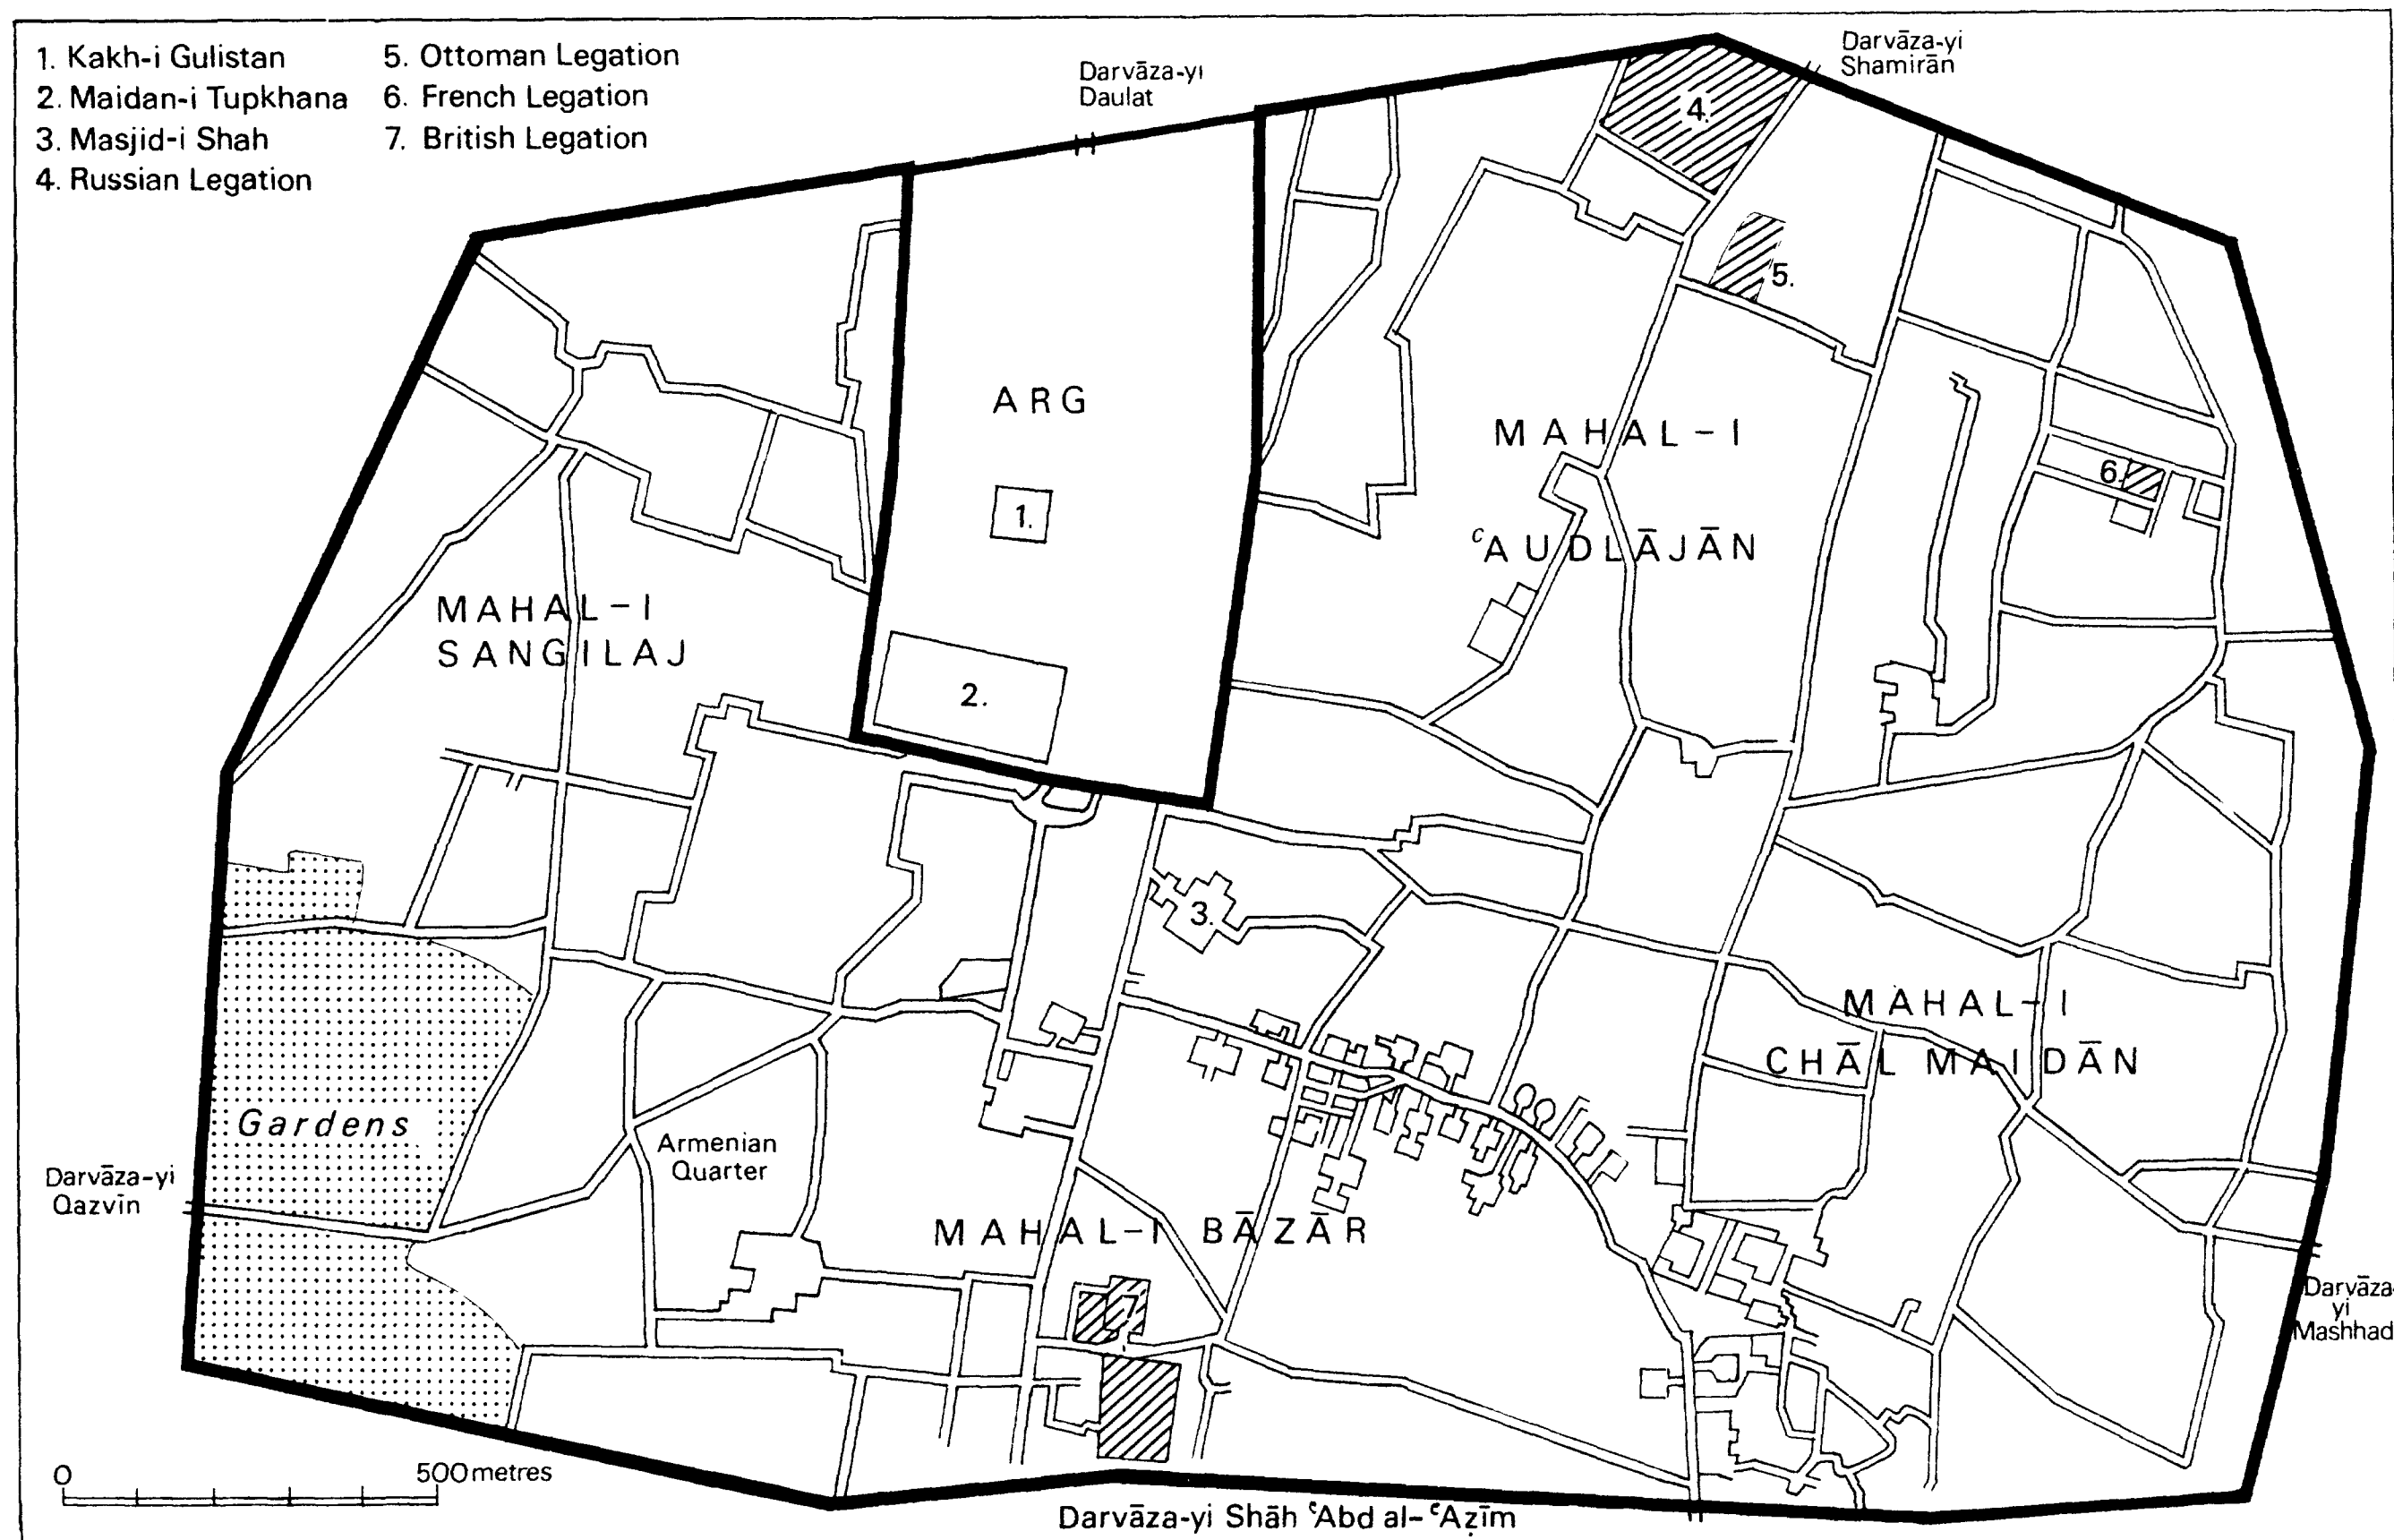 1. Kakh-i Gulistan
2. Maidan-i Tupkhana
3. Masjid-i Shah
4. Russian Legation
5. Ottoman Legation
6. French Legation
7. British Legation
Darvāza-yi
Daulat
Darvāza-yi
Shamirān
4.
5.
ARG
MAHAL-I
ᶜAUDLĀJĀN
6.
1.
MAHAL-I
SANGILAJ
2.
3.
MAHAL-I
CHĀL MAIDĀN
Gardens
Armenian
Quarter
Darvāza-yi
Qazvīn
MAHAL-I BĀZĀR
7.
Darvāza-
yi
Mashhad
0 500 metres
Darvāza-yi Shāh ᶜAbd al-ᶜAẓīm